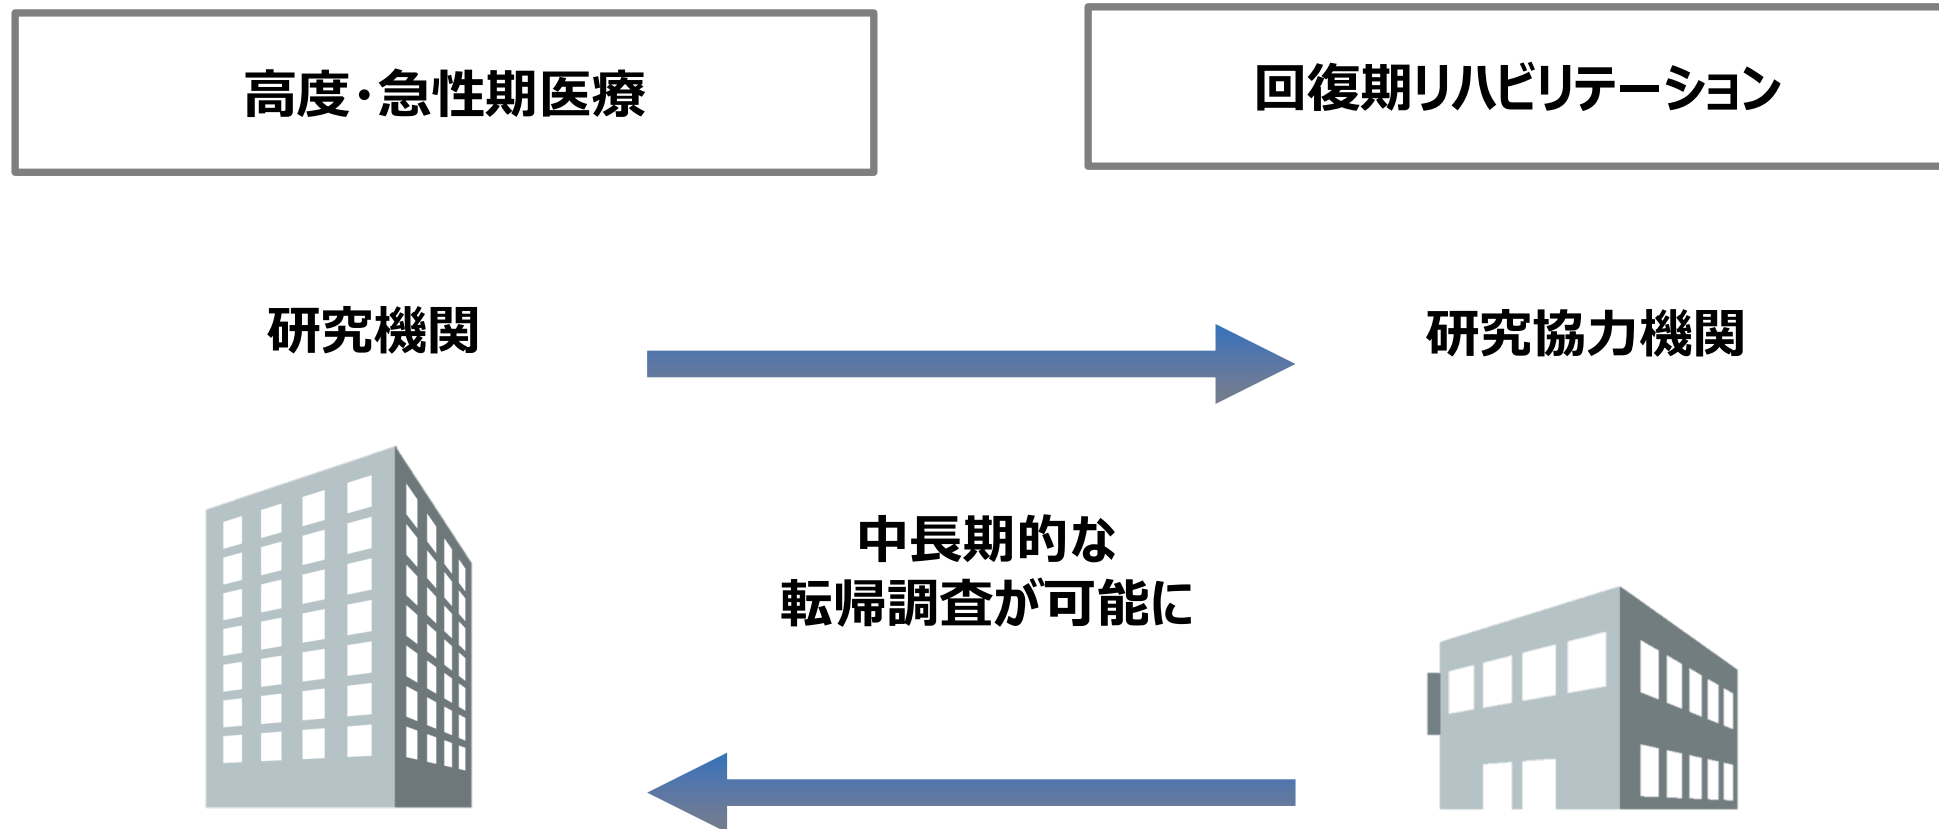 高度・急性期医療
回復期リハビリテーション
研究機関
研究協力機関
中長期的な
転帰調査が可能に